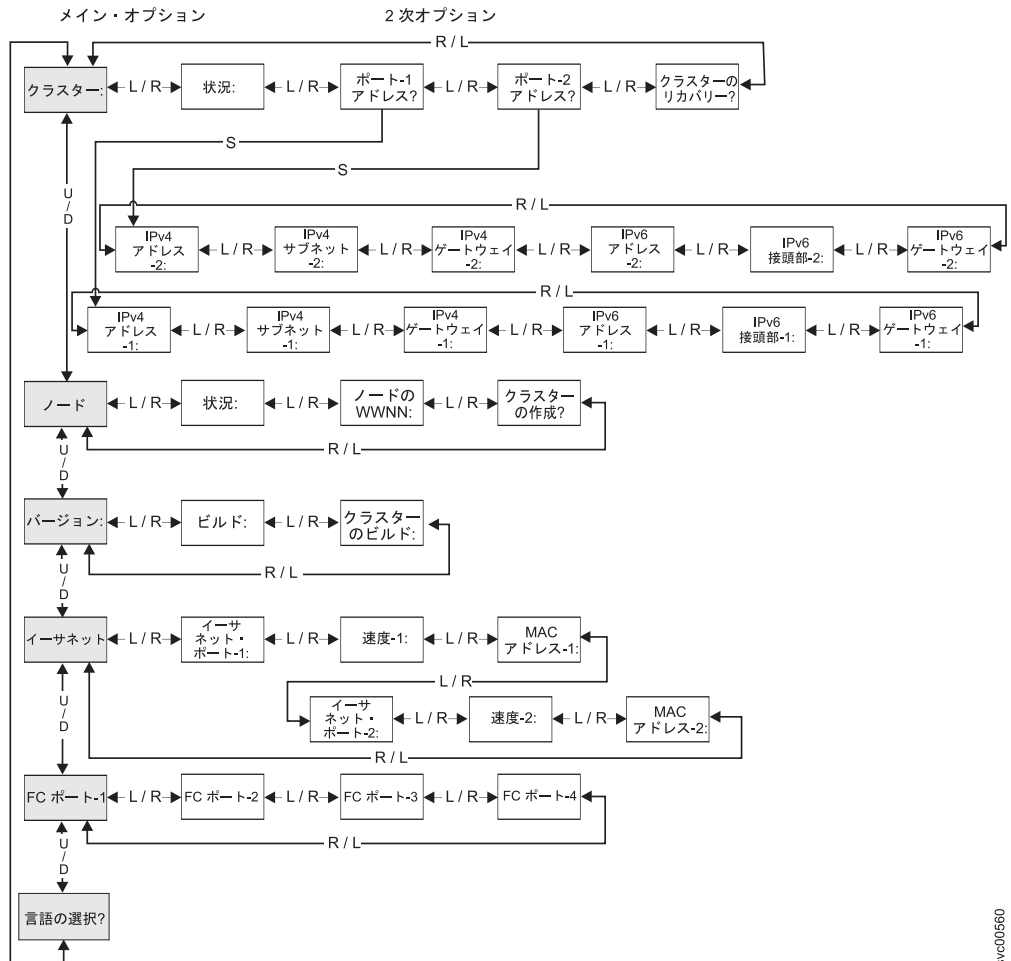 メイン・オプション
2 次オプション
R / L
クラスター:
L / R
状況:
L / R
ポート-1
アドレス?
L / R
ポート-2
アドレス?
L / R
クラスターの
リカバリー?
S
S
U
/
D
R / L
IPv4
アドレス
-2:
L / R
IPv4
サブネット
-2:
L / R
IPv4
ゲートウェイ
-2:
L / R
IPv6
アドレス
-2:
L / R
IPv6
接頭部-2:
L / R
IPv6
ゲートウェイ
-2:
R / L
IPv4
アドレス
-1:
L / R
IPv4
サブネット
-1:
L / R
IPv4
ゲートウェイ
-1:
L / R
IPv6
アドレス
-1:
L / R
IPv6
接頭部-1:
L / R
IPv6
ゲートウェイ
-1:
ノード
L / R
状況:
L / R
ノードの
WWNN:
L / R
クラスター
の作成?
R / L
U
/
D
バージョン:
L / R
ビルド:
L / R
クラスター
のビルド:
R / L
U
/
D
イーサネット
L / R
イーサ
ネット・
ポート-1:
L / R
速度-1:
L / R
MAC
アドレス-1:
L / R
イーサ
ネット・
ポート-2:
L / R
速度-2:
L / R
MAC
アドレス-2:
R / L
U
/
D
FC ポート-1
L / R
FC ポート-2
L / R
FC ポート-3
L / R
FC ポート-4
R / L
U
/
D
言語の選択?
svc00560